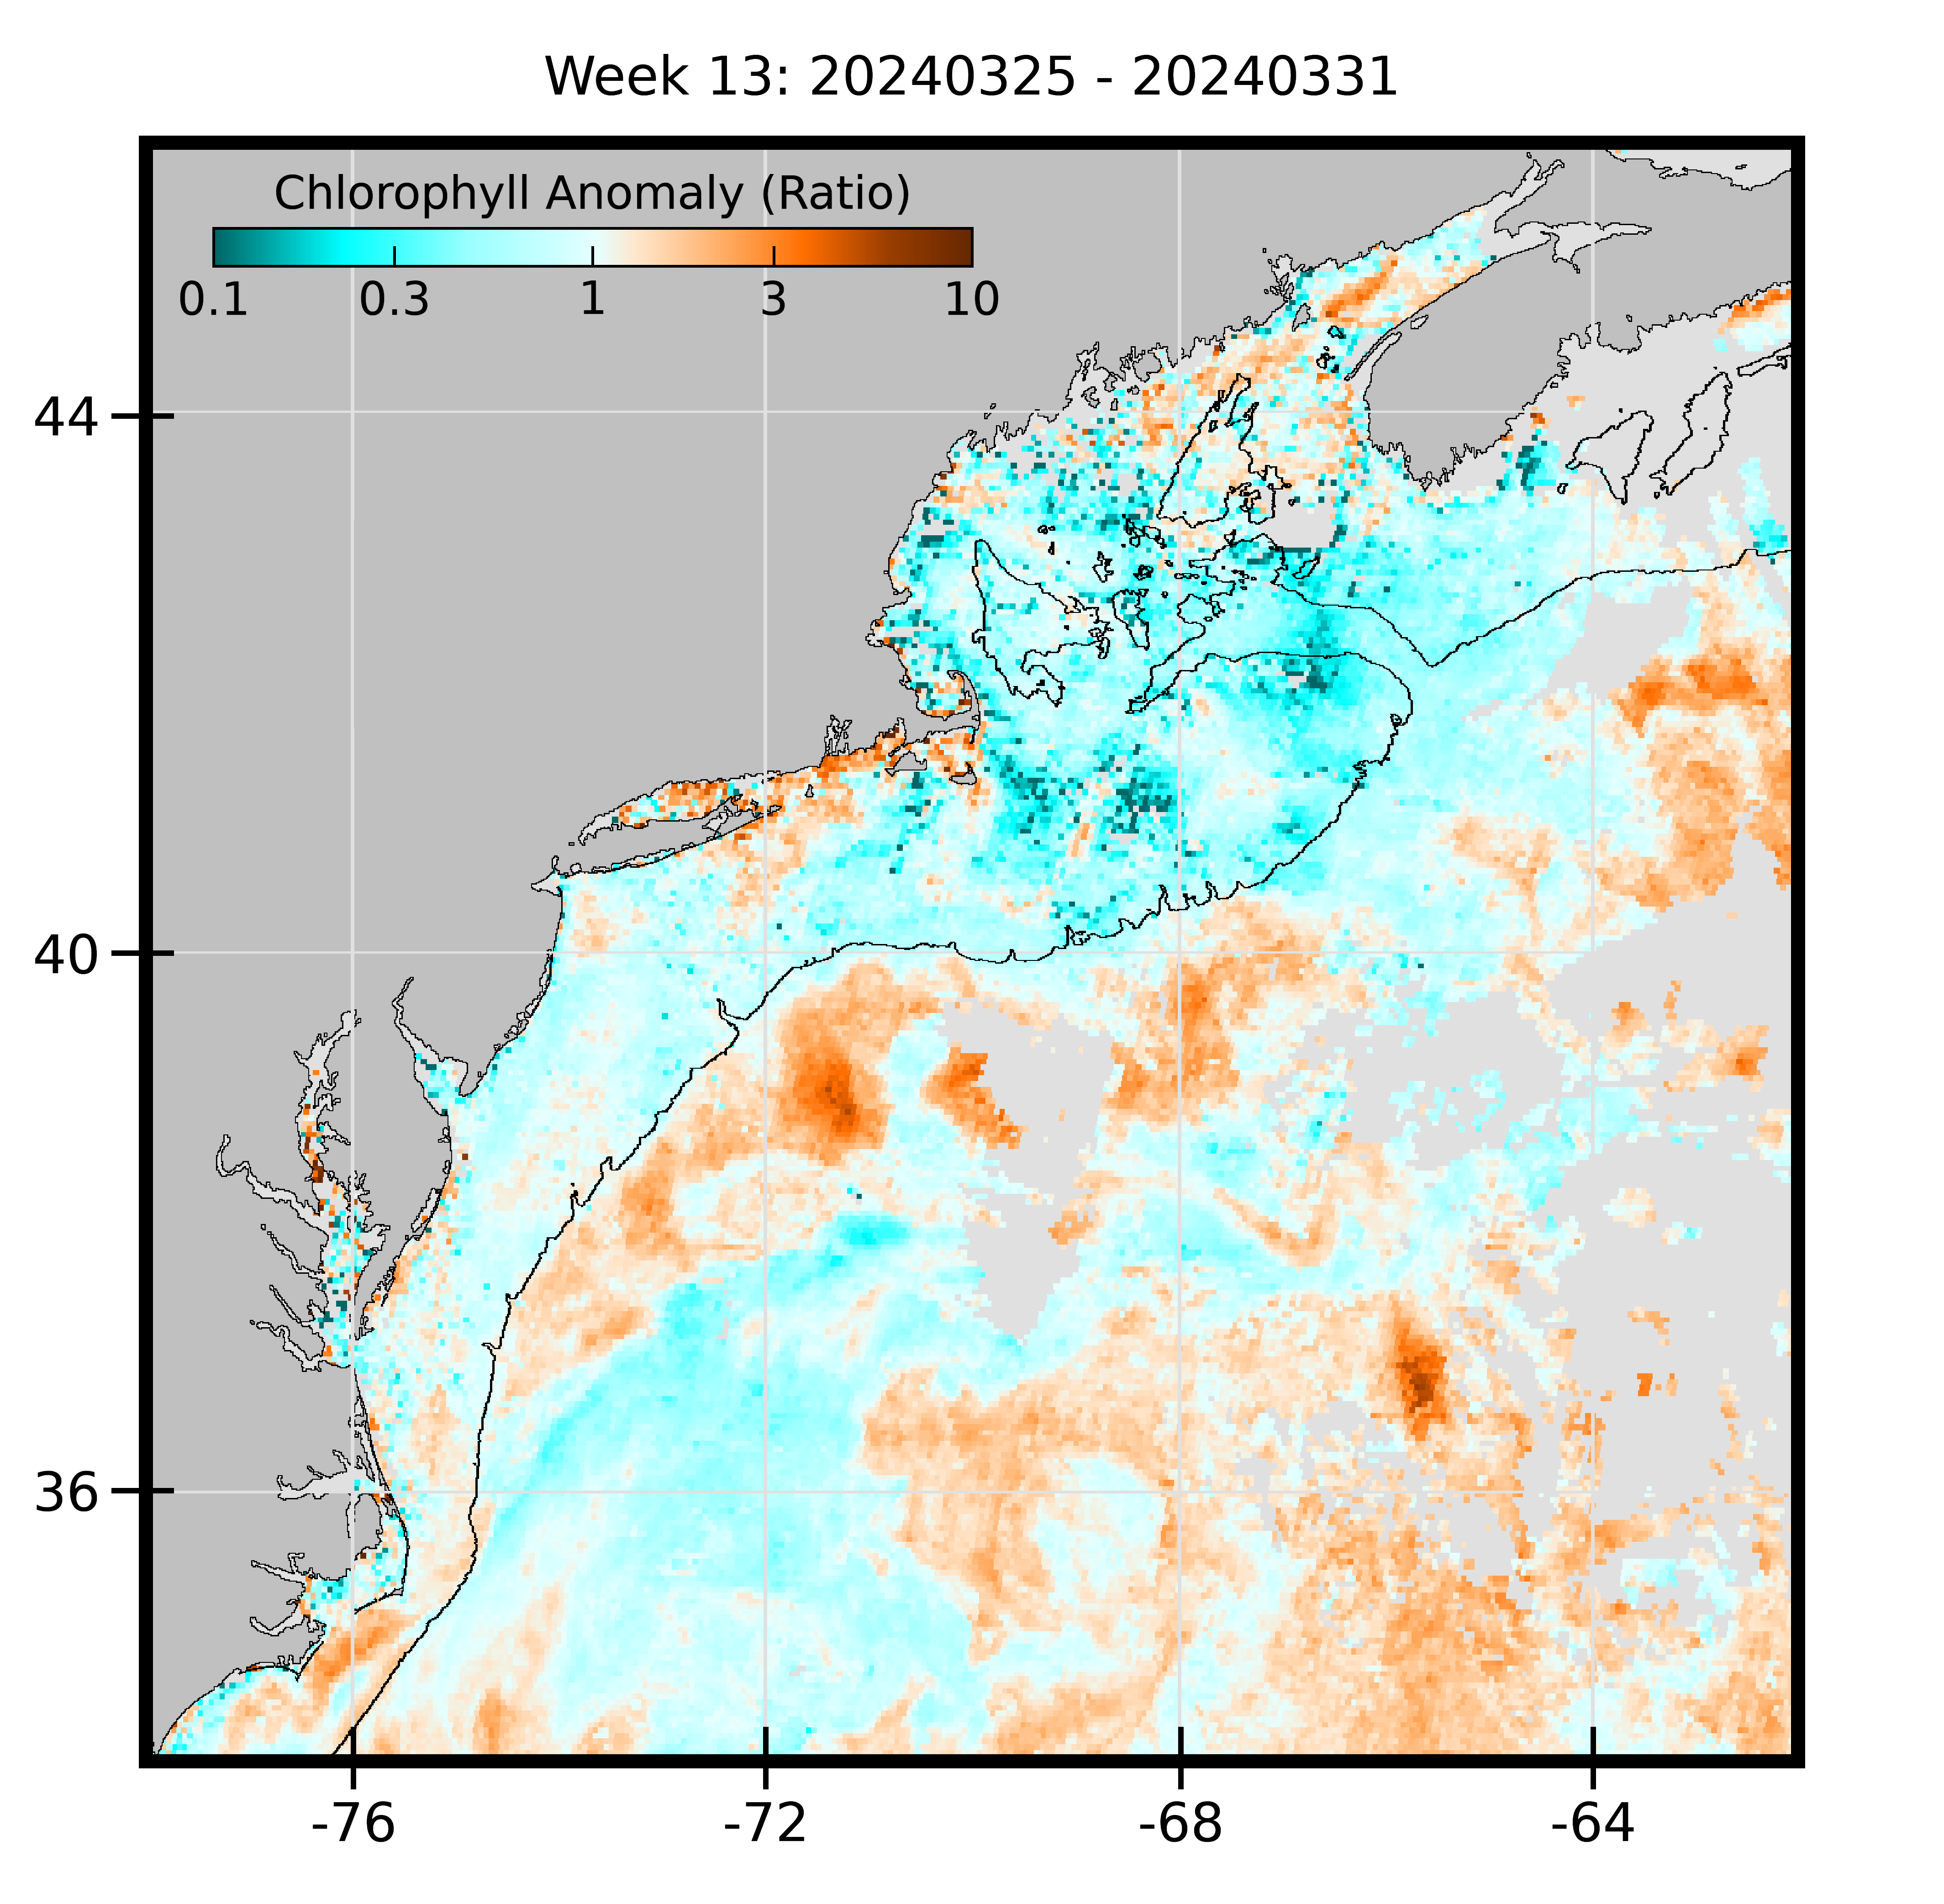 Week 13: 20240325 - 20240331
Chlorophyll Anomaly (Ratio)
0.1 0.3 1 3 10
44
40
36
-76 -72 -68 -64